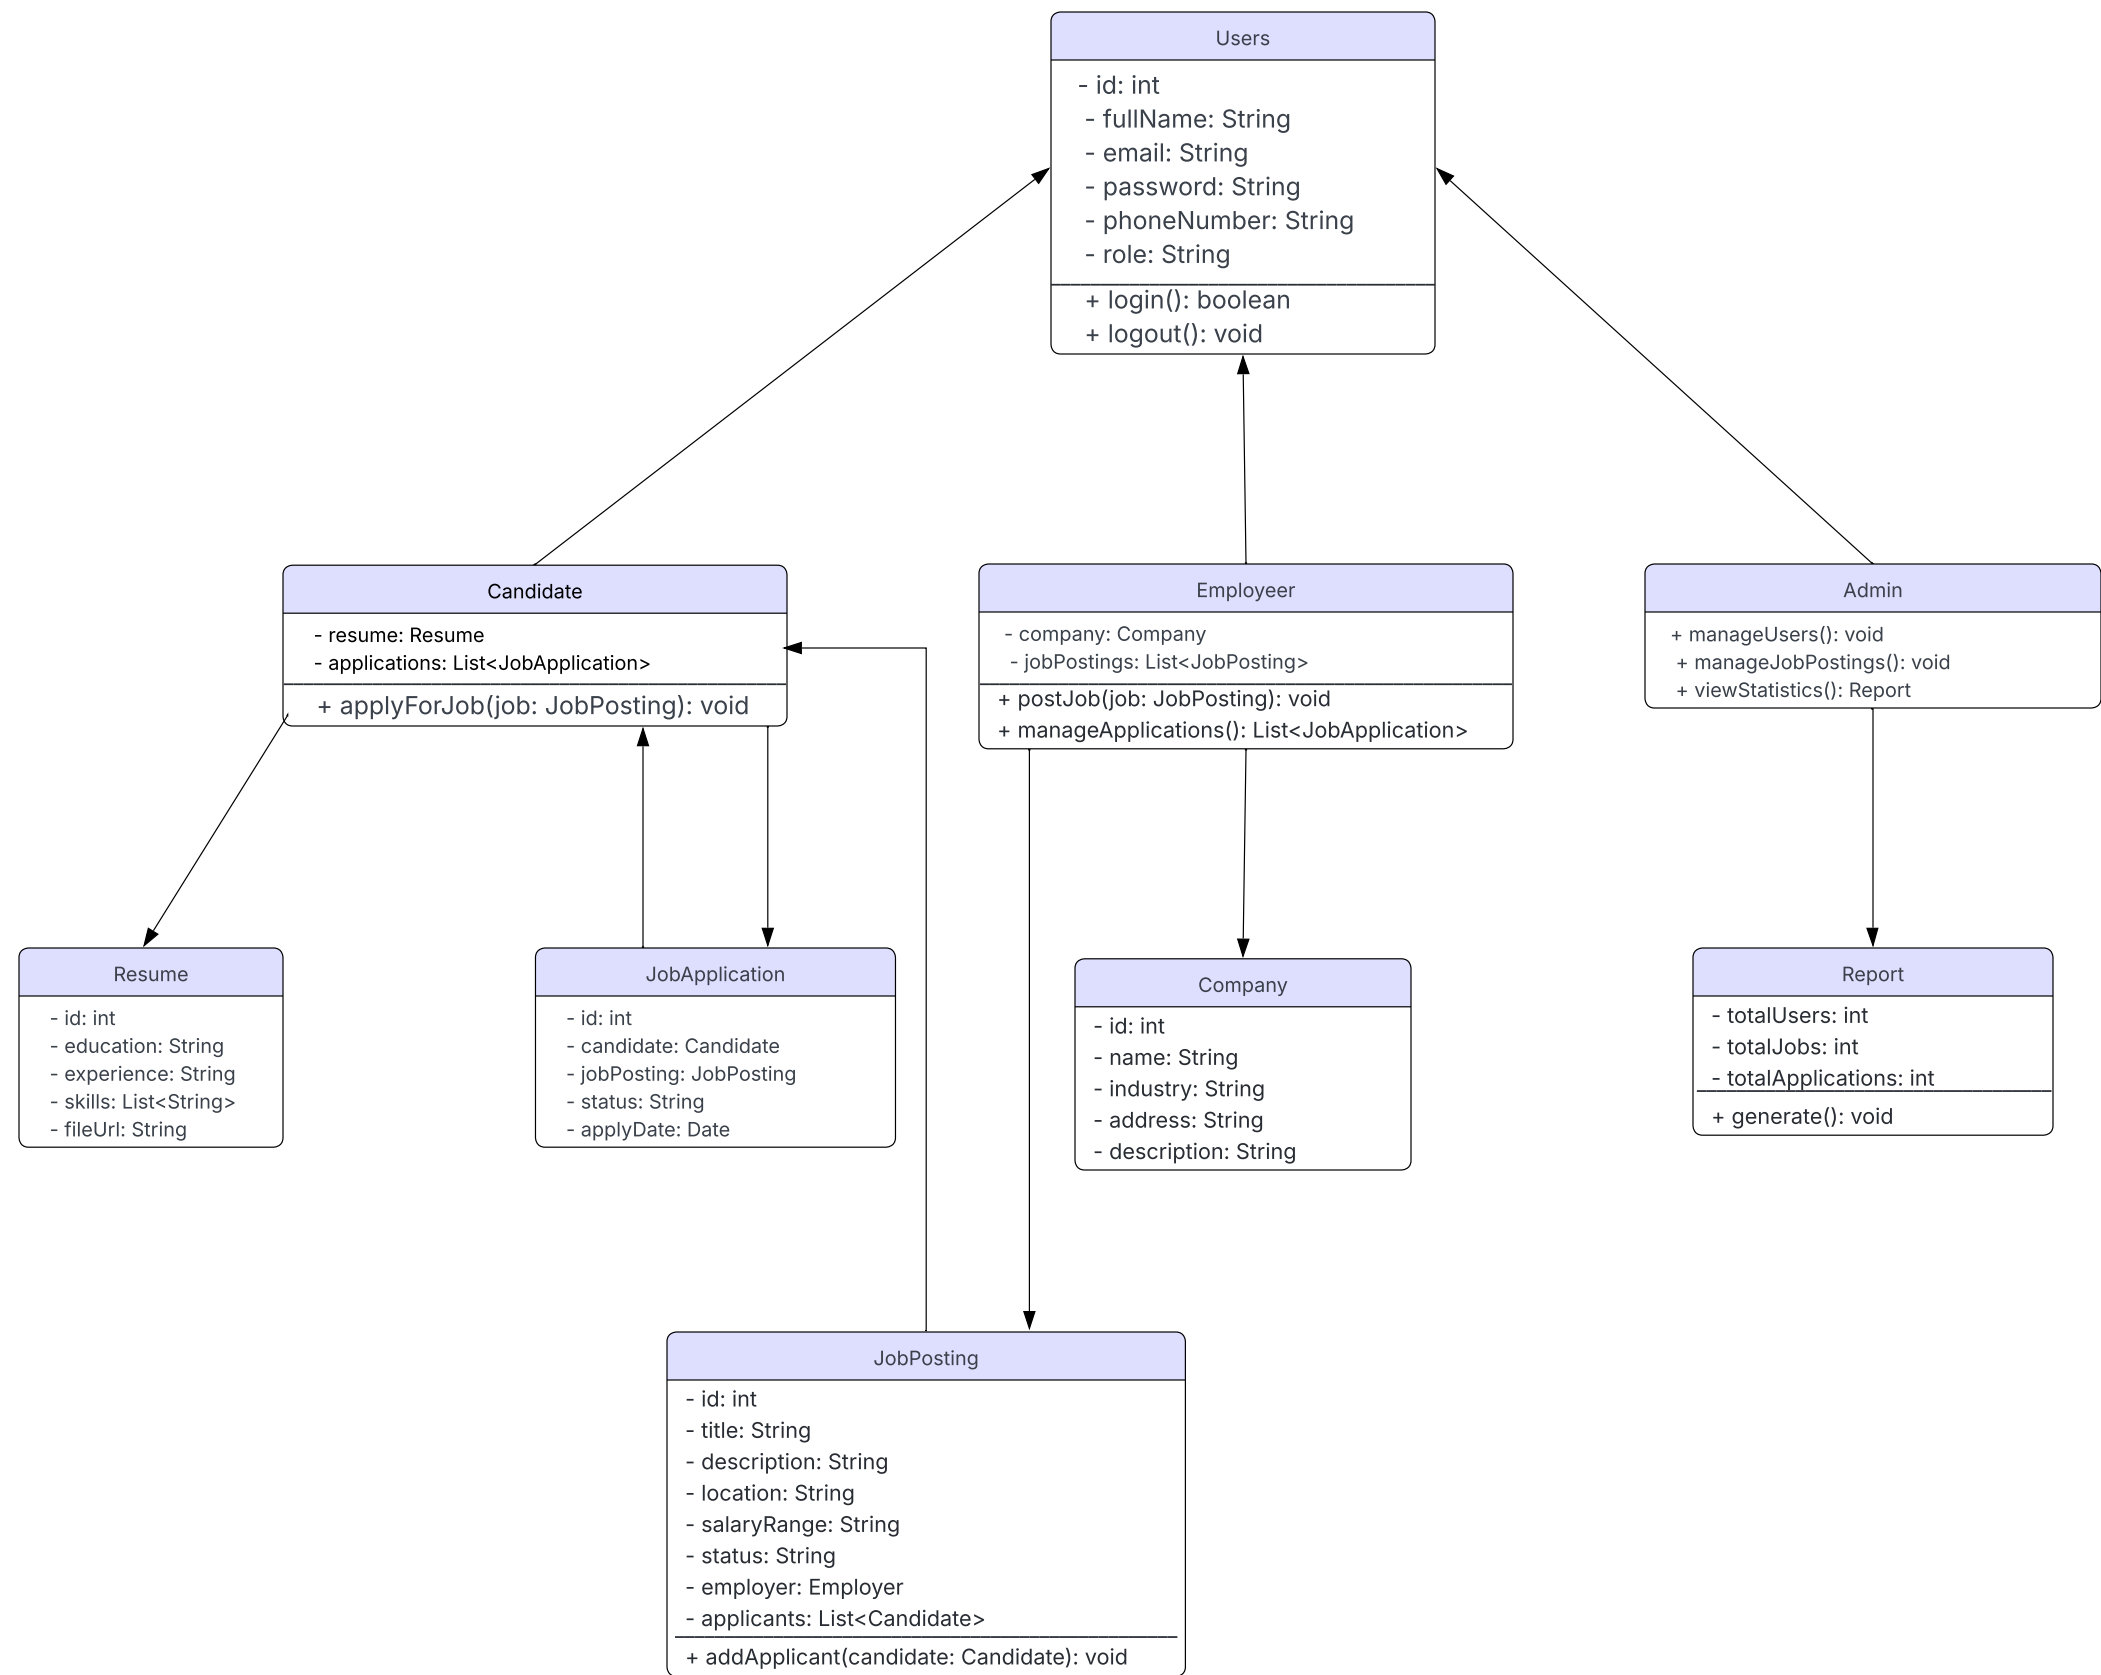 Users
- id: int
- fullName: String
- email: String
- password: String
- phoneNumber: String
- role: String
+ login(): boolean
+ logout(): void
Candidate
- resume: Resume
- applications: List<JobApplication>
+ applyForJob(job: JobPosting): void
Employeer
- company: Company
- jobPostings: List<JobPosting>
+ postJob(job: JobPosting): void
+ manageApplications(): List<JobApplication>
Admin
+ manageUsers(): void
+ manageJobPostings(): void
+ viewStatistics(): Report
Resume
- id: int
- education: String
- experience: String
- skills: List<String>
- fileUrl: String
JobApplication
- id: int
- candidate: Candidate
- jobPosting: JobPosting
- status: String
- applyDate: Date
Company
- id: int
- name: String
- industry: String
- address: String
- description: String
Report
- totalUsers: int
- totalJobs: int
- totalApplications: int
+ generate(): void
JobPosting
- id: int
- title: String
- description: String
- location: String
- salaryRange: String
- status: String
- employer: Employer
- applicants: List<Candidate>
+ addApplicant(candidate: Candidate): void